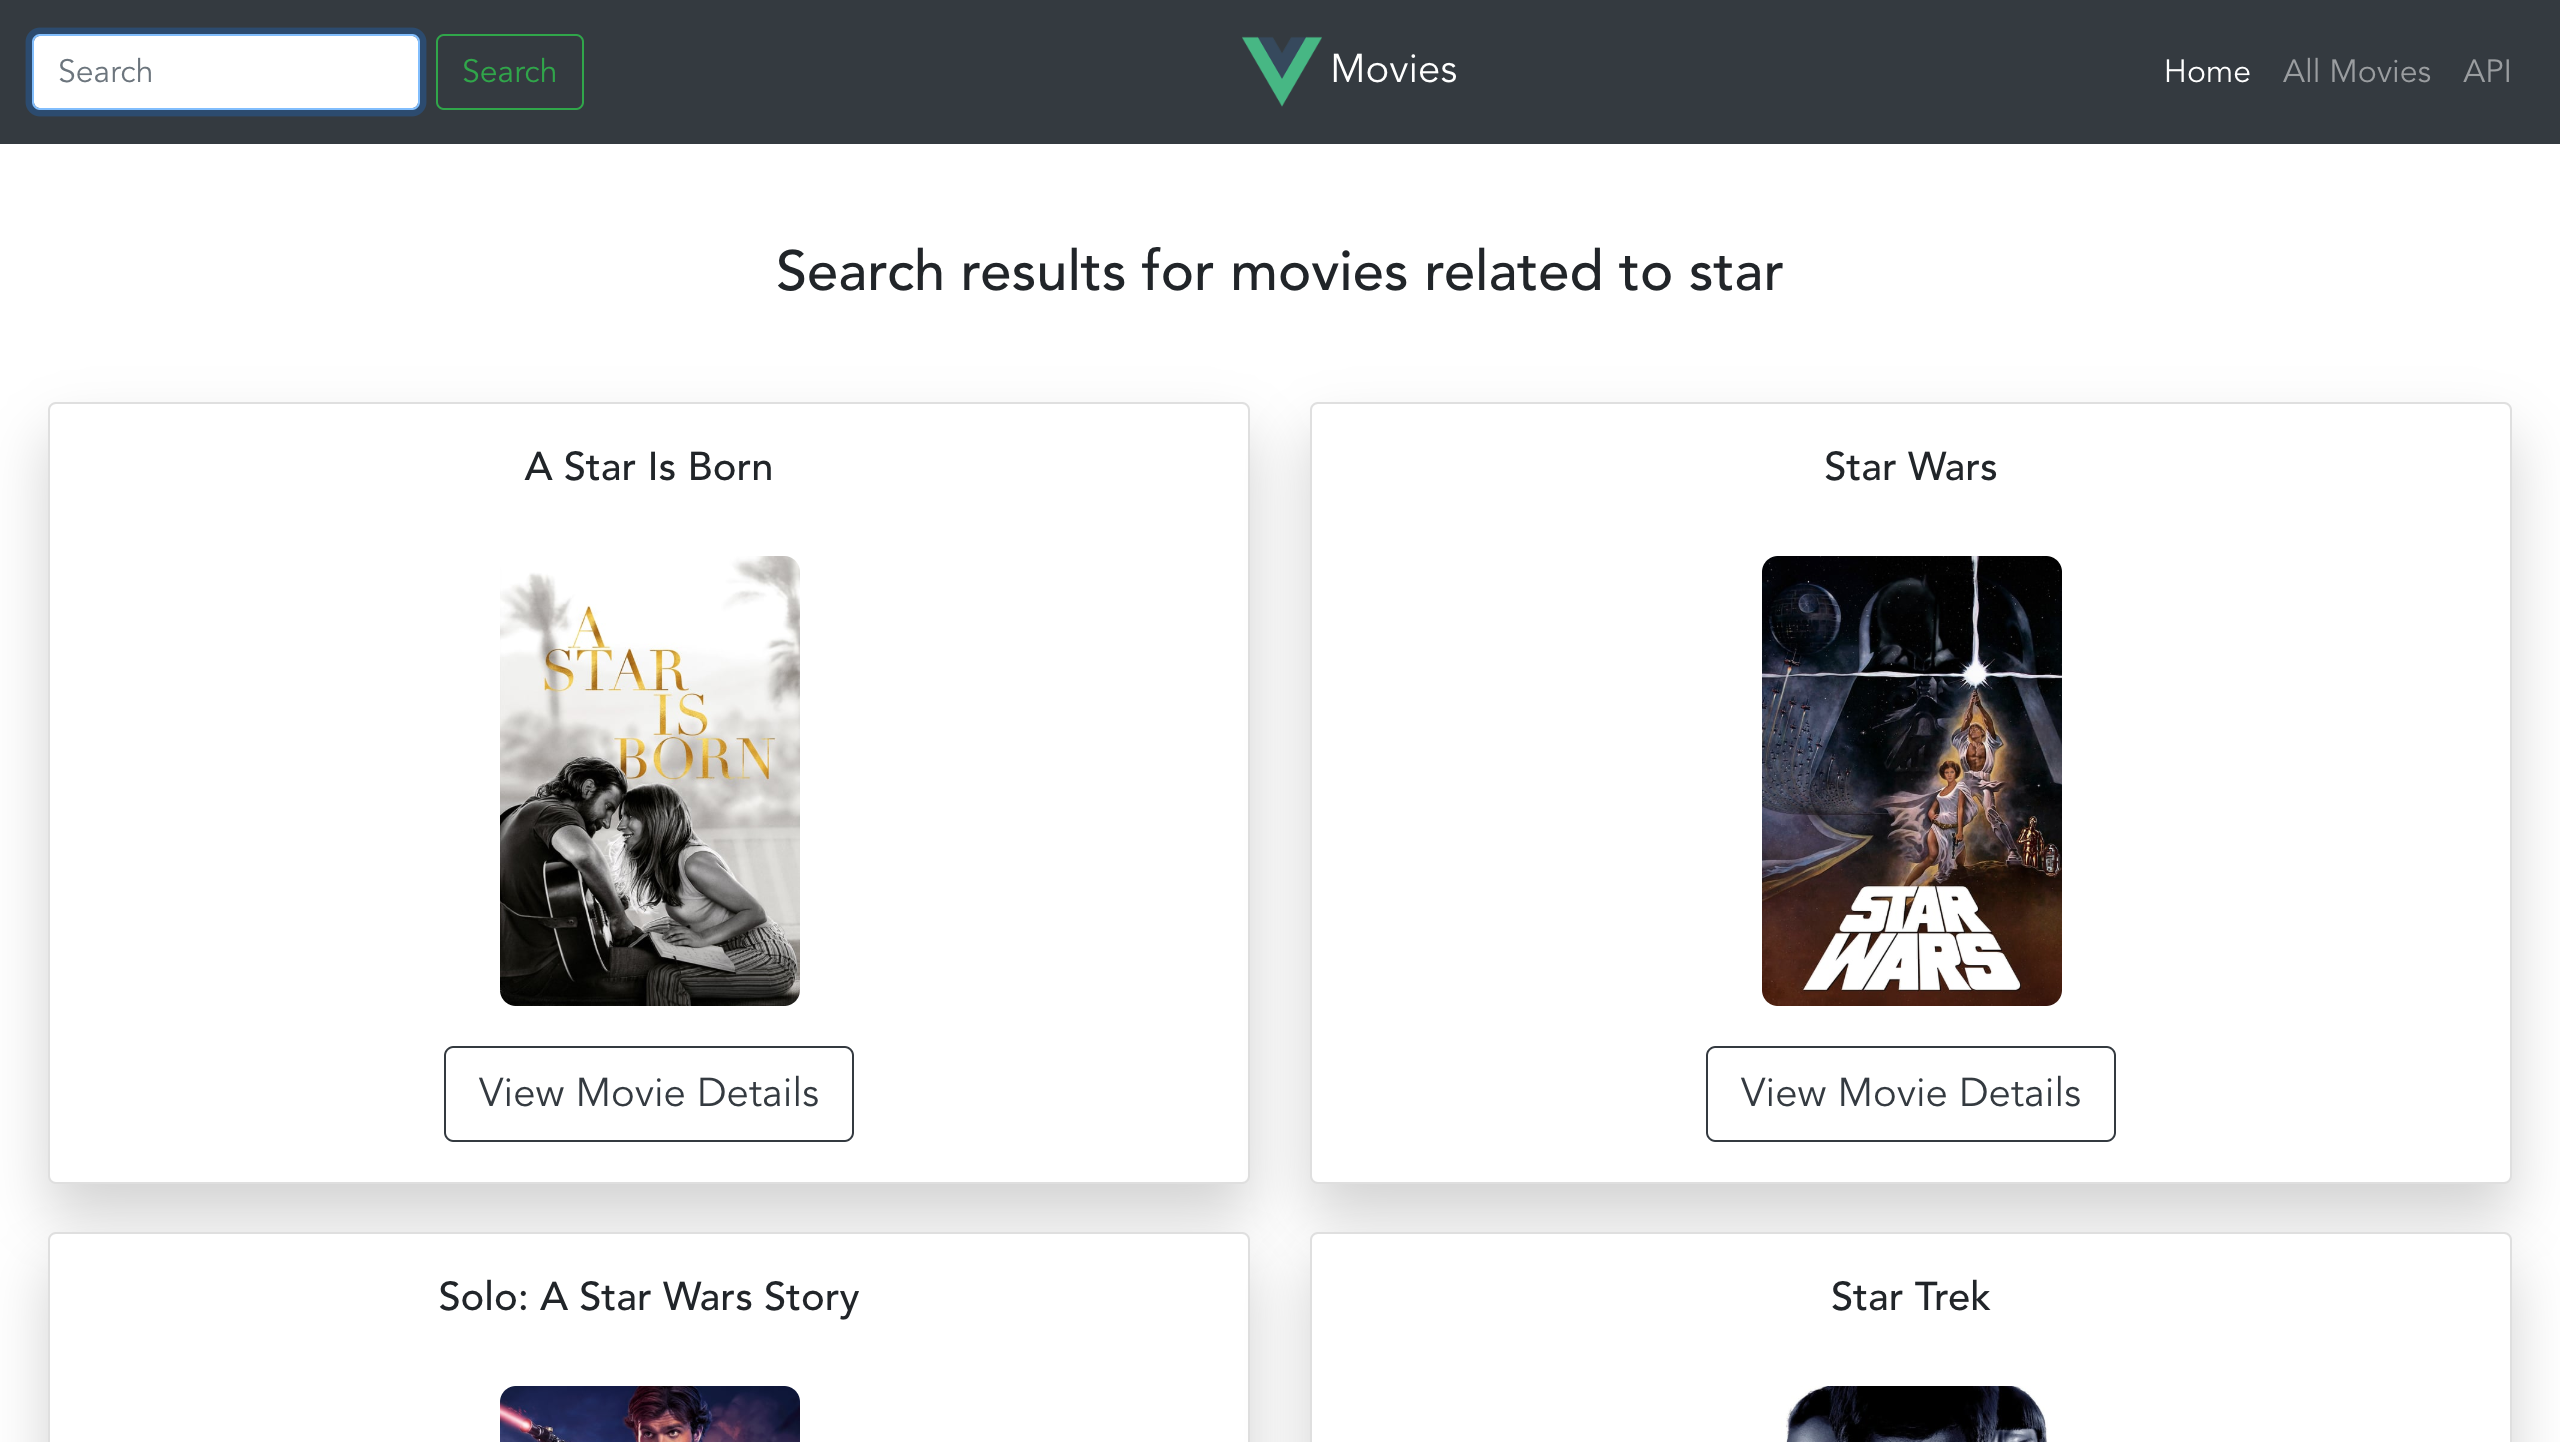 Search
Search
Movies
Home
All Movies
API
Search results for movies related to star
A Star Is Born
A
STAR
IS
BORN
View Movie Details
Star Wars
STAR
WARS
View Movie Details
Solo: A Star Wars Story
Star Trek